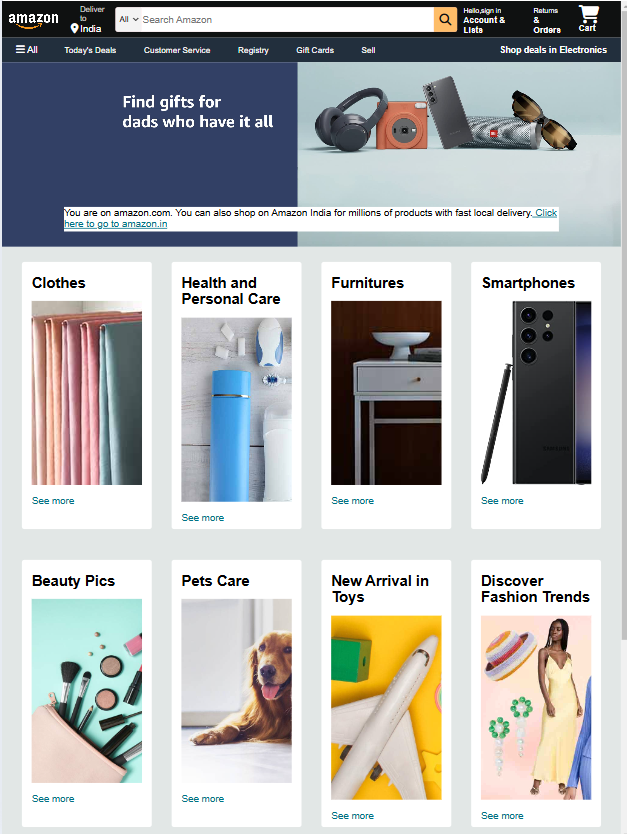 amazon
Deliver
to
India
All
Search Amazon
Hello,sign in
Account &
Lists
Returns
&
Orders
Cart
All
Today's Deals
Customer Service
Registry
Gift Cards
Sell
Shop deals in Electronics
Find gifts for
dads who have it all
You are on amazon.com. You can also shop on Amazon India for millions of products with fast local delivery. Click
here to go to amazon.in
Clothes
Health and
Personal Care
Furnitures
Smartphones
See more
See more
See more
See more
Beauty Pics
Pets Care
New Arrival in
Toys
Discover
Fashion Trends
See more
See more
See more
See more